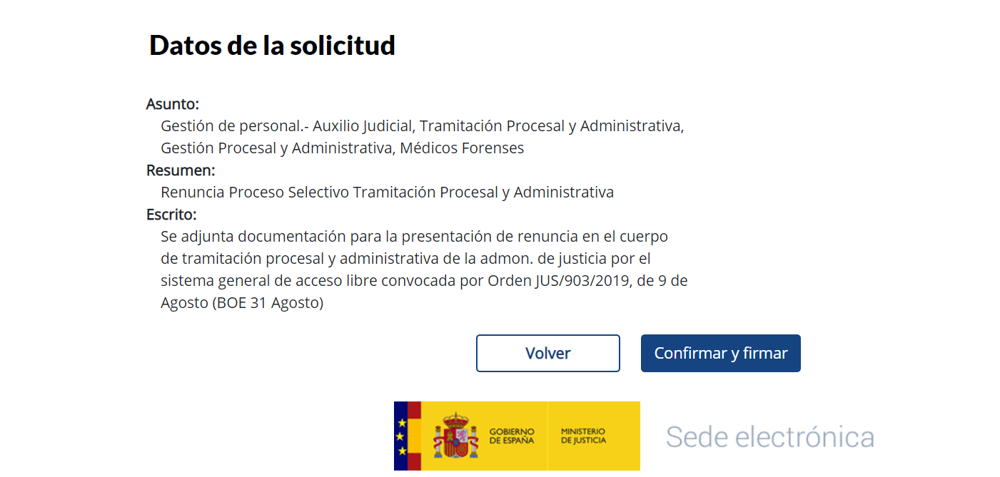 Datos de la solicitud
Asunto:
Gestión de personal.- Auxilio Judicial, Tramitación Procesal y Administrativa,
Gestión Procesal y Administrativa, Médicos Forenses
Resumen:
Renuncia Proceso Selectivo Tramitación Procesal y Administrativa
Escrito:
Se adjunta documentación para la presentación de renuncia en el cuerpo
de tramitación procesal y administrativa de la admon. de justicia por el
sistema general de acceso libre convocada por Orden JUS/903/2019, de 9 de
Agosto (BOE 31 Agosto)
Volver
Confirmar y firmar
GOBIERNO
DE ESPAÑA
MINISTERIO
DE JUSTICIA
Sede electrónica